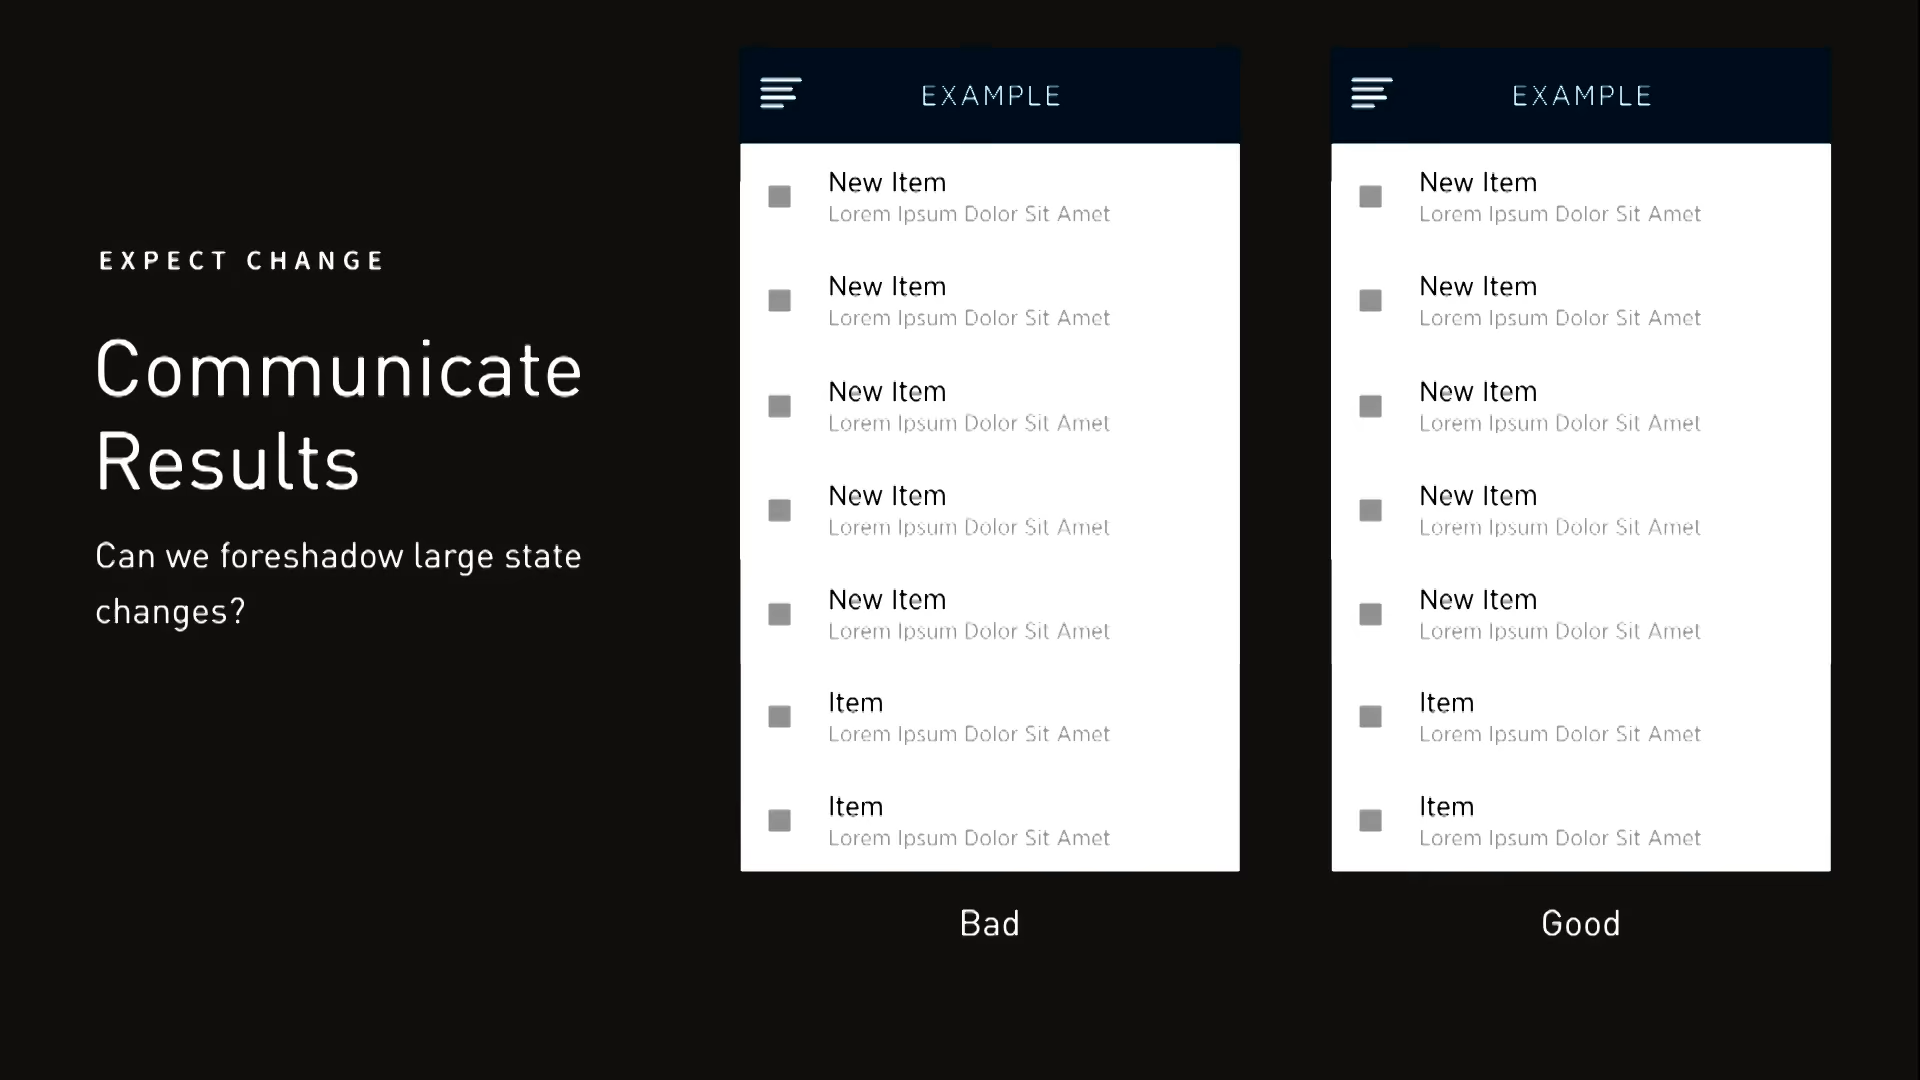 EXPECT CHANGE
Communicate
Results
Can we foreshadow large state
changes?
EXAMPLE
New Item
Lorem Ipsum Dolor Sit Amet
New Item
Lorem Ipsum Dolor Sit Amet
New Item
Lorem Ipsum Dolor Sit Amet
New Item
Lorem Ipsum Dolor Sit Amet
New Item
Lorem Ipsum Dolor Sit Amet
Item
Lorem Ipsum Dolor Sit Amet
Item
Lorem Ipsum Dolor Sit Amet
Bad
EXAMPLE
New Item
Lorem Ipsum Dolor Sit Amet
New Item
Lorem Ipsum Dolor Sit Amet
New Item
Lorem Ipsum Dolor Sit Amet
New Item
Lorem Ipsum Dolor Sit Amet
New Item
Lorem Ipsum Dolor Sit Amet
Item
Lorem Ipsum Dolor Sit Amet
Item
Lorem Ipsum Dolor Sit Amet
Good